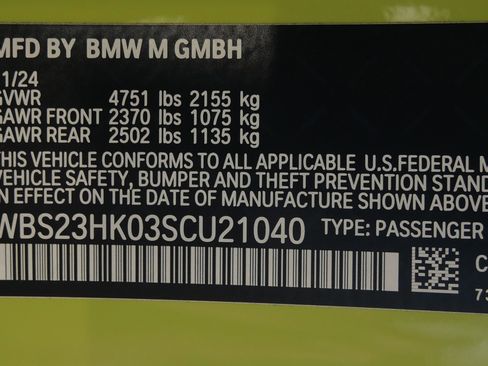 MFD BY BMW M GMBH
1/24
GVWR 4751 lbs 2155 kg
GAWR FRONT 2370 lbs 1075 kg
GAWR REAR 2502 lbs 1135 kg
THIS VEHICLE CONFORMS TO ALL APPLICABLE U.S.FEDERAL M
VEHICLE SAFETY, BUMPER AND THEFT PREVENTION STAND
IN EFFECT ON THE DATE OF MANUFACTURE SHOWN ABOVE
WBS23HK03SCU21040 TYPE: PASSENGER
C
73